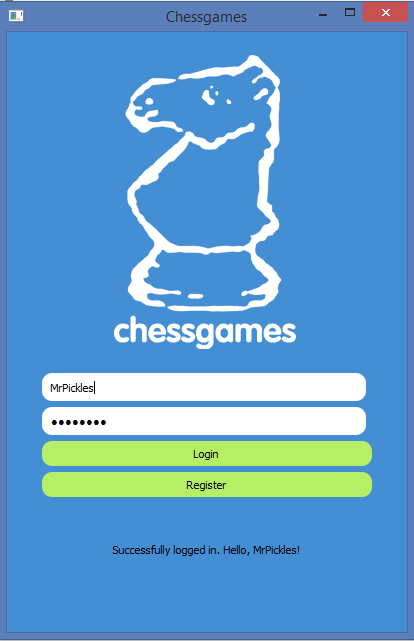 Chessgames
chessgames
MrPickles
••••••••
Login
Register
Successfully logged in. Hello, MrPickles!